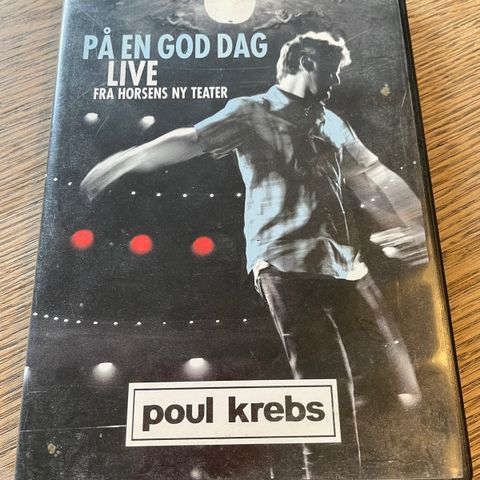 PÅ EN GOD DAG
LIVE
FRA HORSENS NY TEATER
poul krebs